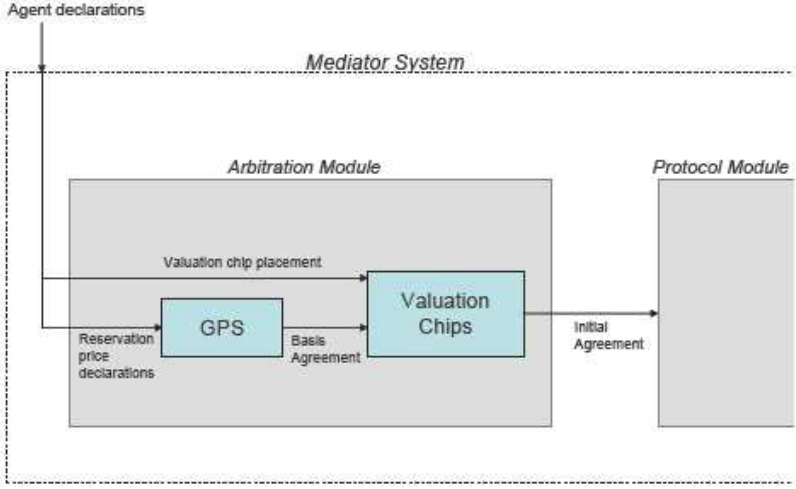 Agent declarations
Mediator System
Arbitration Module
Protocol Module
Valuation chip placement
Valuation
Chips
GPS
Reservation
price
declarations
Basis
Agreement
Initial
Agreement